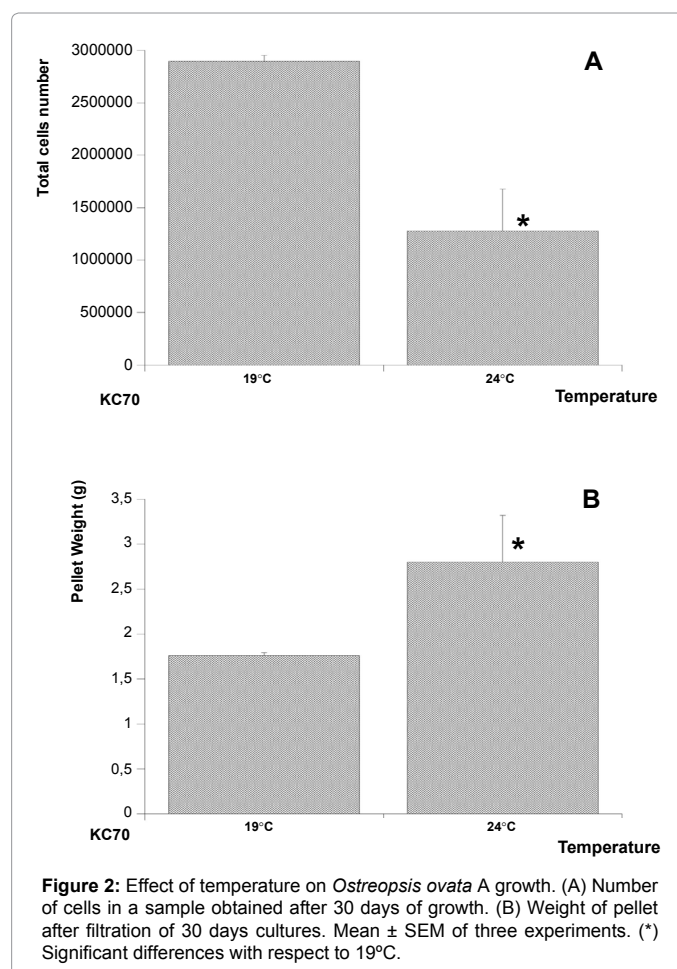 A
Total cells number
3000000
2500000
2000000
1500000
1000000
500000
0
*
19°C
24°C
KC70
Temperature
B
Pellet Weight (g)
3,5
3
2,5
2
1,5
1
0,5
0
*
19°C
24°C
KC70
Temperature
Figure 2: Effect of temperature on Ostreopsis ovata A growth. (A) Number
of cells in a sample obtained after 30 days of growth. (B) Weight of pellet
after filtration of 30 days cultures. Mean ± SEM of three experiments. (*)
Significant differences with respect to 19ºC.